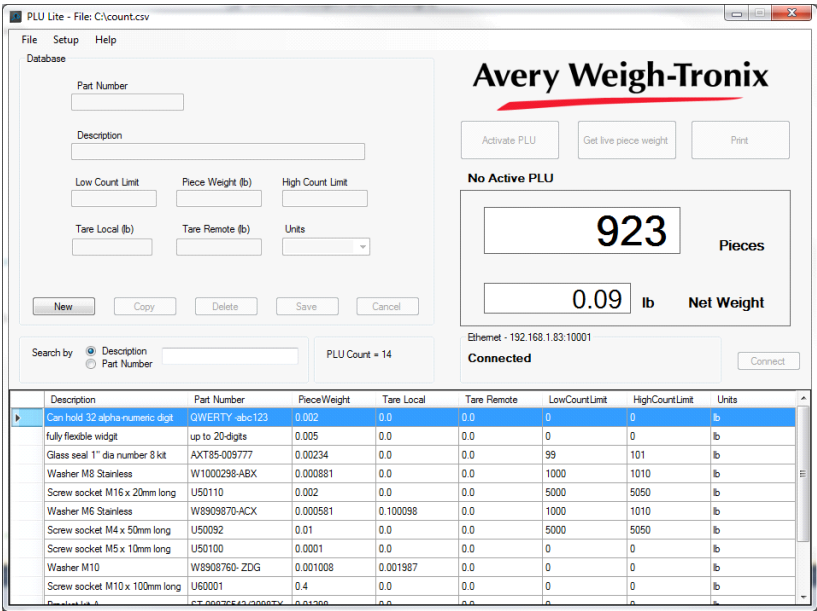 PLU Lite - File: C:\count.csv
File Setup Help
Database
Part Number
Description
Low Count Limit Piece Weight (lb) High Count Limit
Tare Local (lb) Tare Remote (lb) Units
New Copy Delete Save Cancel
Avery Weigh-Tronix
Activate PLU Get live piece weight Print
No Active PLU
923 Pieces
0.09 lb Net Weight
Search by Description
Part Number
PLU Count = 14
Ethernet - 192.168.1.83:10001
Connected
Connect
Description Part Number PieceWeight Tare Local Tare Remote LowCountLimit HighCountLimit Units
Can hold 32 alpha-numeric digit QWERTY -abc123 0.002 0.0 0.0 0 0 lb
fully flexible widgit up to 20-digits 0.005 0.0 0.0 0 0 lb
Glass seal 1" dia number 8 kit AXT85-009777 0.00234 0.0 0.0 99 101 lb
Washer M8 Stainless W1000298-ABX 0.000881 0.0 0.0 1000 1010 lb
Screw socket M16 x 20mm long U50110 0.002 0.0 0.0 5000 5050 lb
Washer M6 Stainless W8909870-ACX 0.000581 0.100098 0.0 1000 1010 lb
Screw socket M4 x 50mm long U50092 0.01 0.0 0.0 5000 5050 lb
Screw socket M5 x 10mm long U50100 0.0001 0.0 0.0 0 0 lb
Washer M10 W8908760- ZDG 0.001008 0.001987 0.0 0 0 lb
Screw socket M10 x 100mm long U60001 0.4 0.0 0.0 0 0 lb